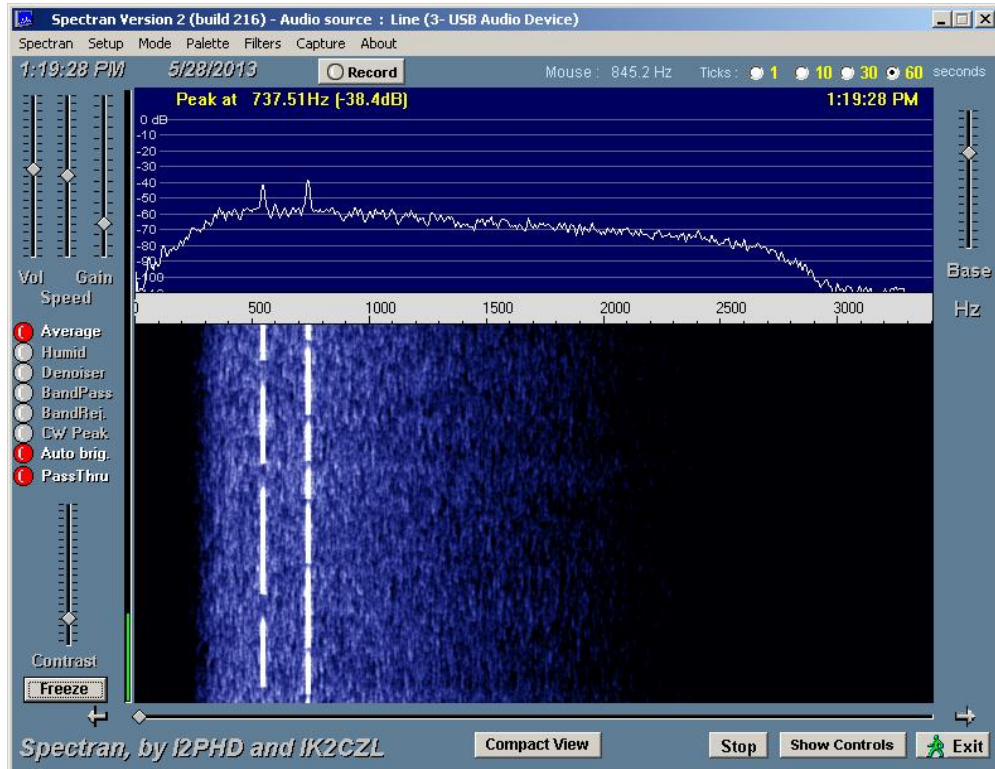 Spectran Version 2 (build 216) - Audio source : Line (3- USB Audio Device)
Spectran Setup Mode Palette Filters Capture About
1:19:28 PM 5/28/2013 Record Mouse : 845.2 Hz Ticks : 1 10 30 60 seconds
Peak at 737.51Hz (-38.4dB) 1:19:28 PM
0 dB
-10
-20
-30
-40
-50
-60
-70
-80
-90
-100
Vol Gain
Speed
Base
Hz
0 500 1000 1500 2000 2500 3000
Average
Humid
Denoiser
BandPass
BandRej.
CW Peak
Auto brig.
PassThru
Contrast
Freeze
Spectran, by I2PHD and IK2CZL
Compact View Stop Show Controls Exit